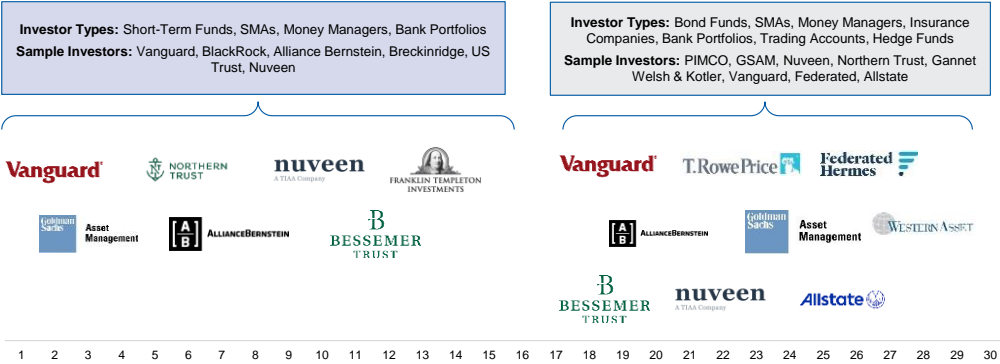 Investor Types: Short-Term Funds, SMAs, Money Managers, Bank Portfolios
Sample Investors: Vanguard, BlackRock, Alliance Bernstein, Breckinridge, US
Trust, Nuveen
Investor Types: Bond Funds, SMAs, Money Managers, Insurance
Companies, Bank Portfolios, Trading Accounts, Hedge Funds
Sample Investors: PIMCO, GSAM, Nuveen, Northern Trust, Gannet
Welsh & Kotler, Vanguard, Federated, Allstate
Vanguard
NORTHERN
TRUST
nuveen
A TIAA Company
FRANKLIN TEMPLETON
INVESTMENTS
Goldman
Sachs
Asset
Management
A
B
ALLIANCEBERNSTEIN
B
BESSEMER
TRUST
Vanguard
T.RowePrice
Federated
Hermes
A
B
ALLIANCEBERNSTEIN
Goldman
Sachs
Asset
Management
WESTERN ASSET
B
BESSEMER
TRUST
nuveen
A TIAA Company
Allstate
1 2 3 4 5 6 7 8 9 10 11 12 13 14 15 16 17 18 19 20 21 22 23 24 25 26 27 28 29 30